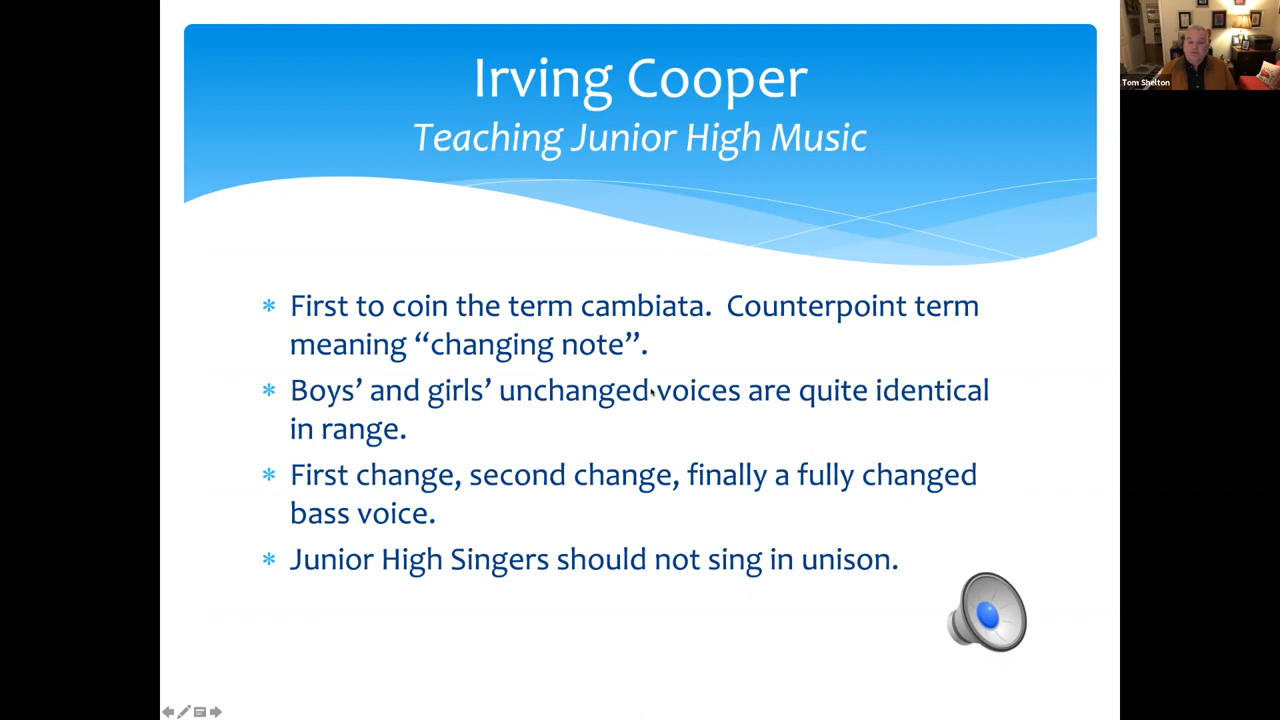 Irving Cooper
Teaching Junior High Music
Tom Shelton
* First to coin the term cambiata. Counterpoint term
meaning “changing note”.
* Boys’ and girls’ unchanged voices are quite identical
in range.
* First change, second change, finally a fully changed
bass voice.
* Junior High Singers should not sing in unison.